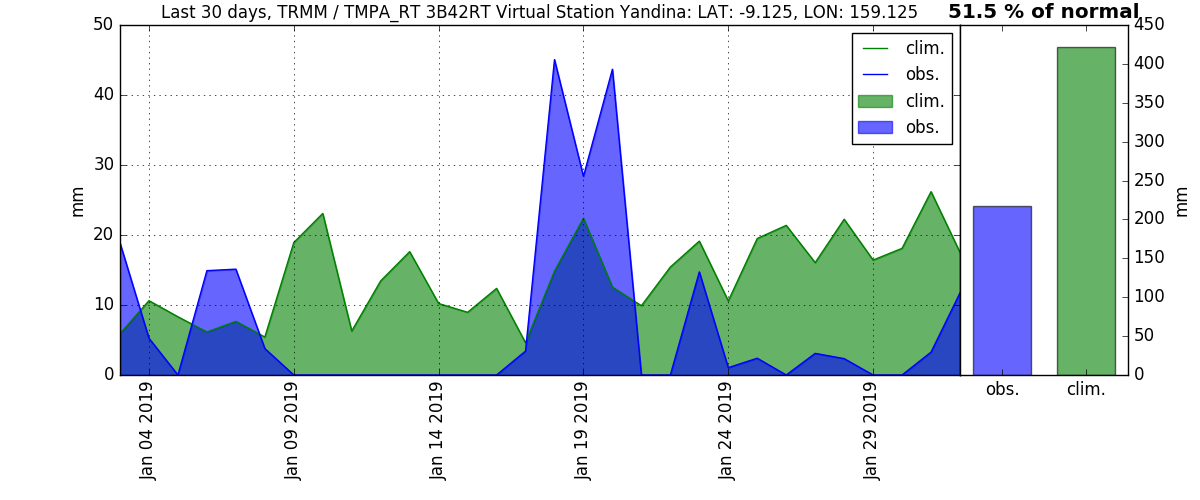 Last 30 days, TRMM / TMPA_RT 3B42RT Virtual Station Yandina: LAT: -9.125, LON: 159.125
51.5 % of normal
50
40
30
20
10
0
mm
clim.
obs.
clim.
obs.
Jan 04 2019
Jan 09 2019
Jan 14 2019
Jan 19 2019
Jan 24 2019
Jan 29 2019
450
400
350
300
250
200
150
100
50
0
mm
obs.
clim.